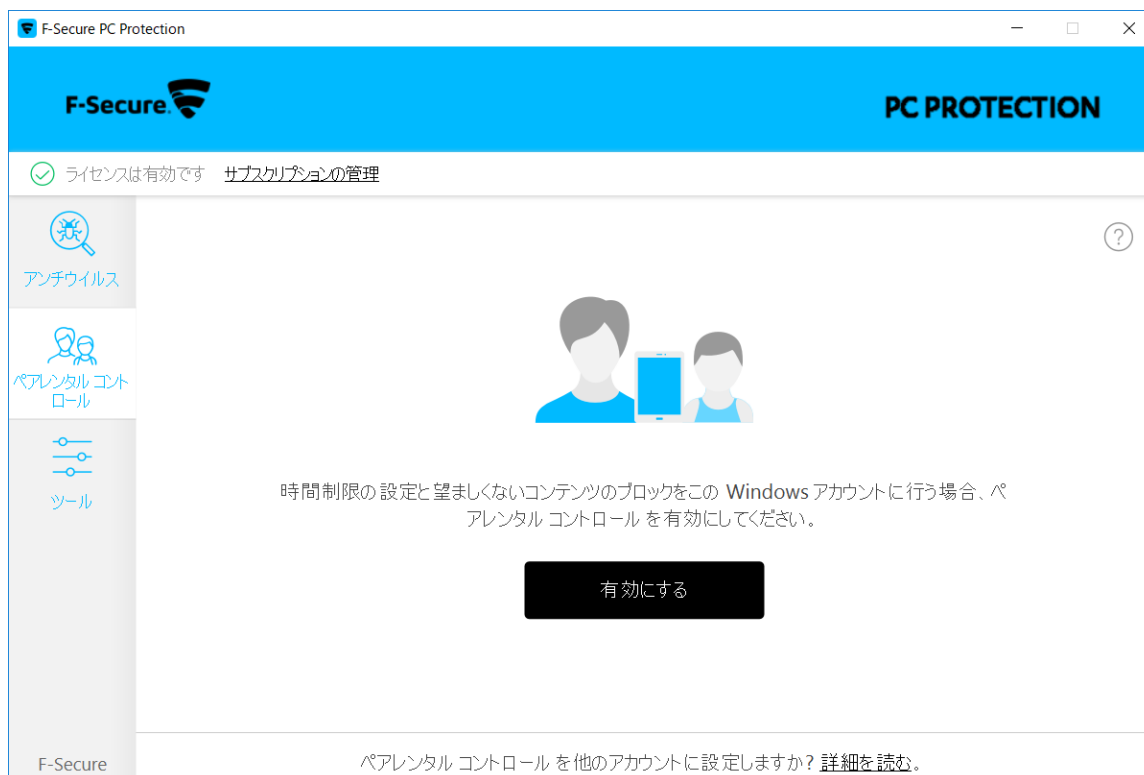 F-Secure PC Protection
F-Secure.
PC PROTECTION
ライセンスは有効です サブスクリプションの管理
アンチウイルス
ペアレンタル コント
ロール
ツール
?
時間制限の設定と望ましくないコンテンツのブロックをこの Windows アカウントに行う場合、ペ
アレンタル コントロール を有効にしてください。
有効にする
F-Secure
ペアレンタル コントロール を他のアカウントに設定しますか? 詳細を読む。